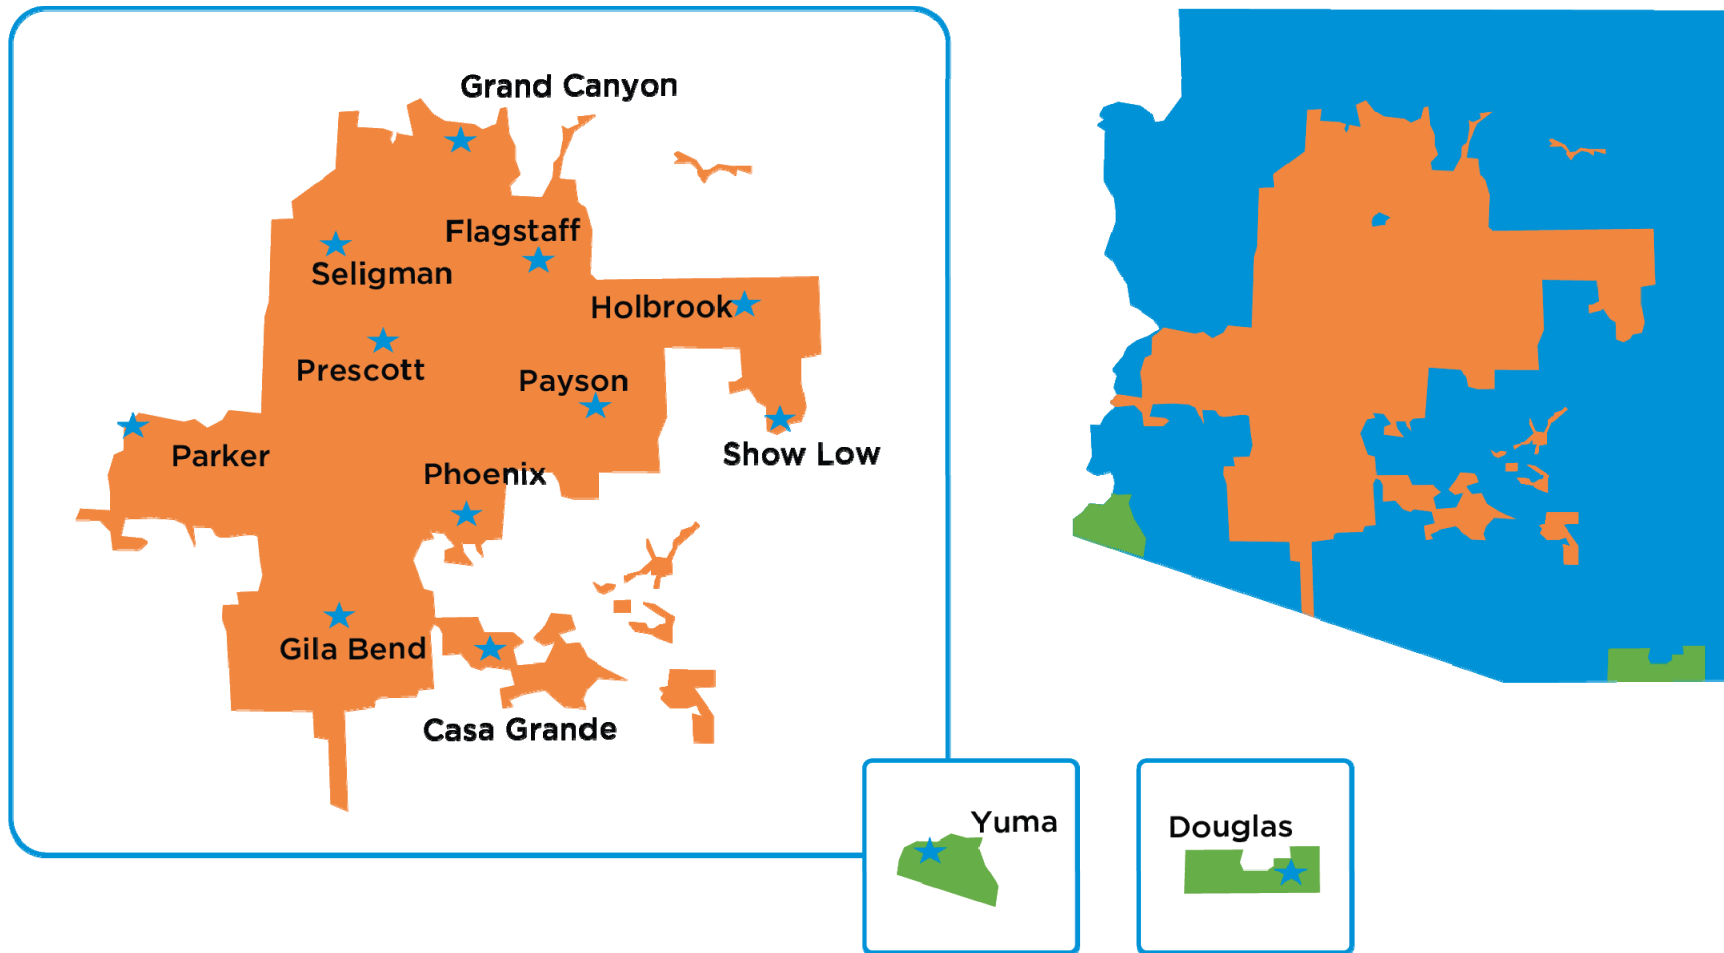 Grand Canyon
Flagstaff
Seligman
Holbrook
Prescott
Payson
Parker
Show Low
Phoenix
Gila Bend
Casa Grande
Yuma
Douglas